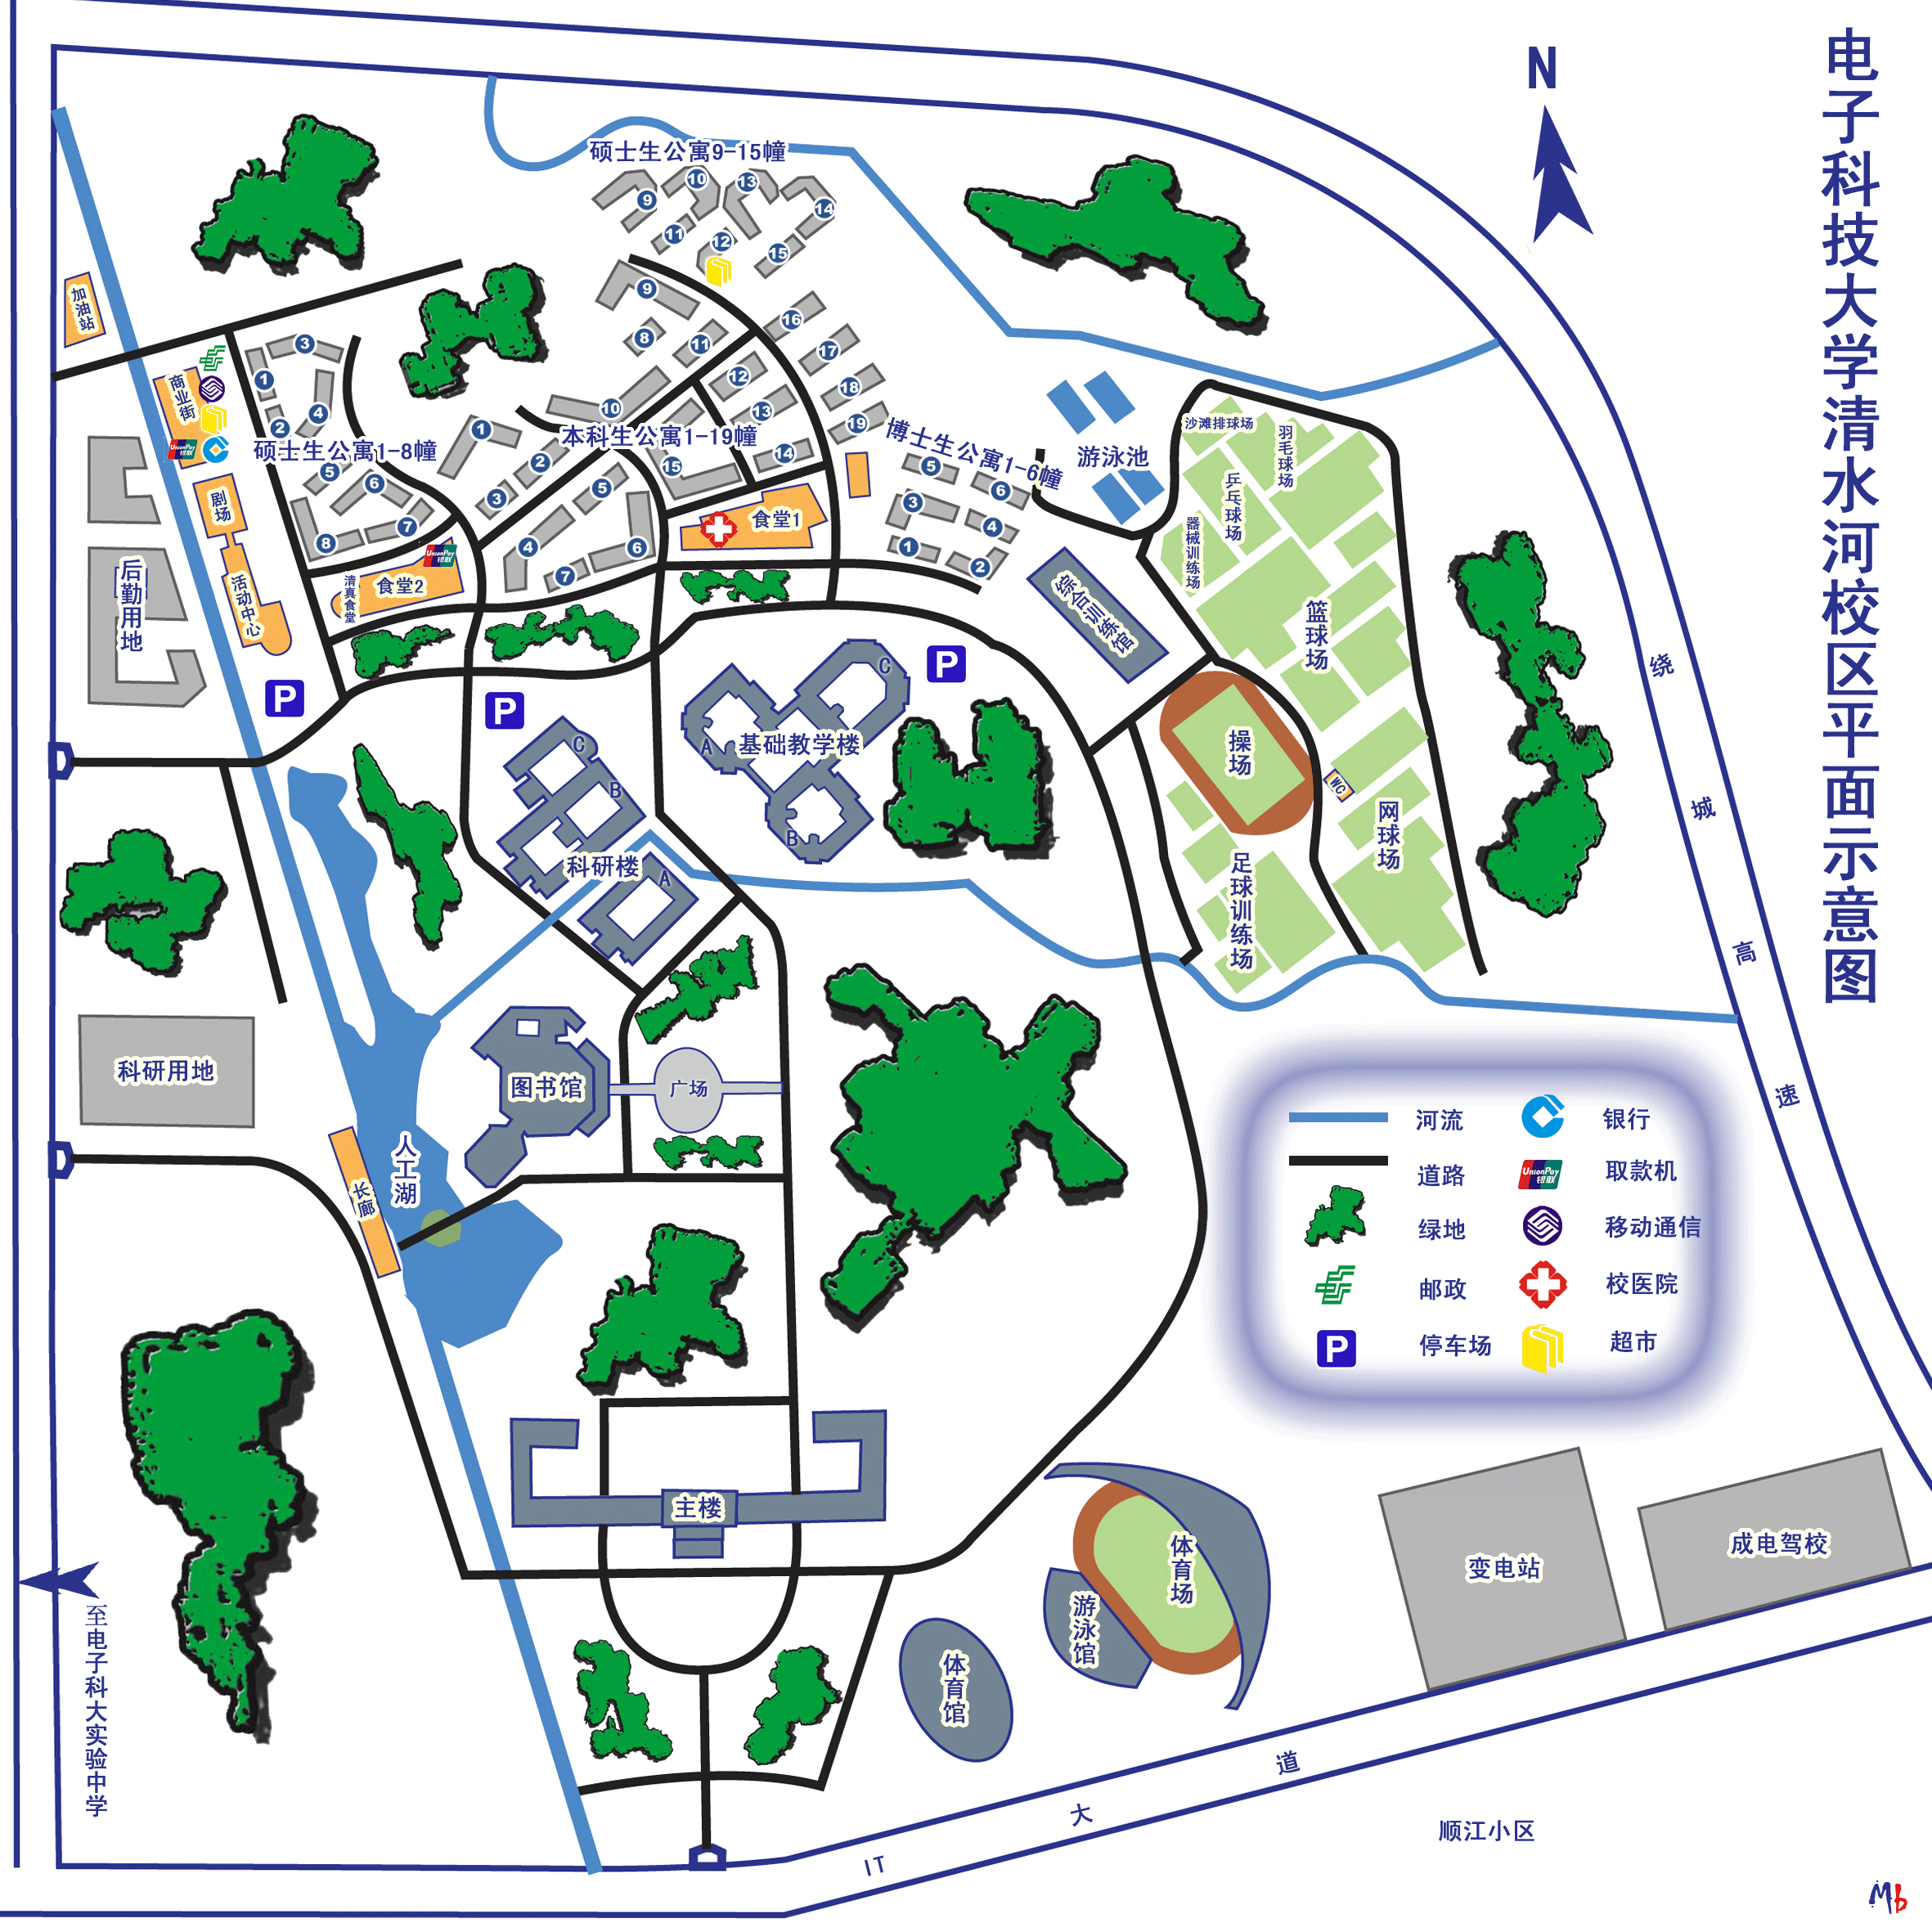 电子科技大学清水河校区平面示意图
N
硕士生公寓9-15幢
9
10
13
14
11
12
15
加油站
商业街
UnionPay
银联
剧场
活动中心
后勤用地
3
1
4
2
硕士生公寓1-8幢
5
6
7
8
UnionPay
银联
清真食堂
食堂2
9
8
11
10
12
13
16
17
18
19
1
本科生公寓1-19幢
2
3
15
14
5
4
6
7
食堂1
博士生公寓1-6幢
5
6
3
4
1
2
游泳池
沙滩排球场
羽毛球场
乒乓球场
器械训练场
篮球场
综合训练馆
操场
WC
网球场
足球训练场
P
P
P
C
A
基础教学楼
B
C
B
科研楼
A
科研用地
图书馆
广场
人工湖
长廊
主楼
体育场
游泳馆
体育馆
变电站
成电驾校
绕城高速
河流
银行
道路
UnionPay
银联
取款机
绿地
移动通信
邮政
校医院
P
停车场
超市
至电子科大实验中学
IT大道
顺江小区
Mb